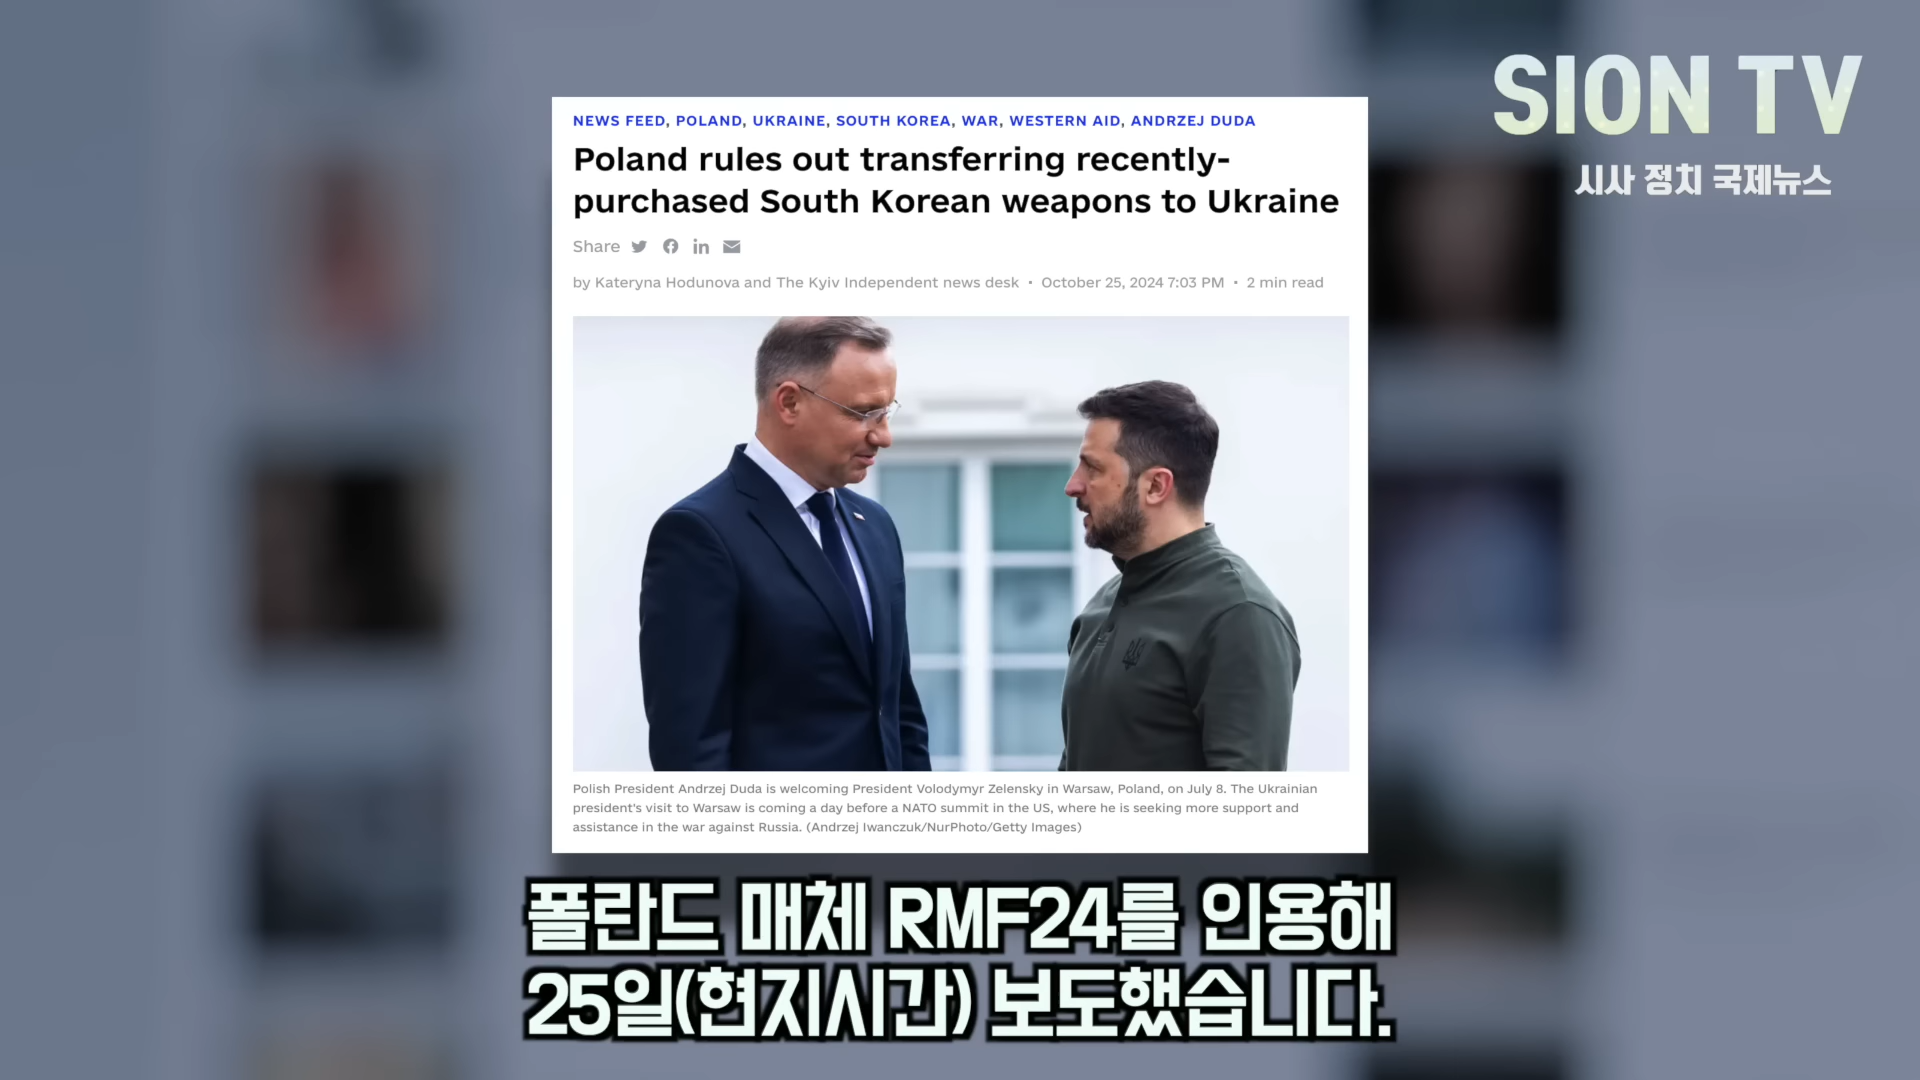 SION TV
시사 정치 국제뉴스
NEWS FEED, POLAND, UKRAINE, SOUTH KOREA, WAR, WESTERN AID, ANDRZEJ DUDA
Poland rules out transferring recently-
purchased South Korean weapons to Ukraine
Share
by Kateryna Hodunova and The Kyiv Independent news desk • October 25, 2024 7:03 PM • 2 min read
Polish President Andrzej Duda is welcoming President Volodymyr Zelensky in Warsaw, Poland, on July 8. The Ukrainian
president's visit to Warsaw is coming a day before a NATO summit in the US, where he is seeking more support and
assistance in the war against Russia. (Andrzej Iwanczuk/NurPhoto/Getty Images)
폴란드 매체 RMF24를 인용해
25일(현지시간) 보도했습니다.